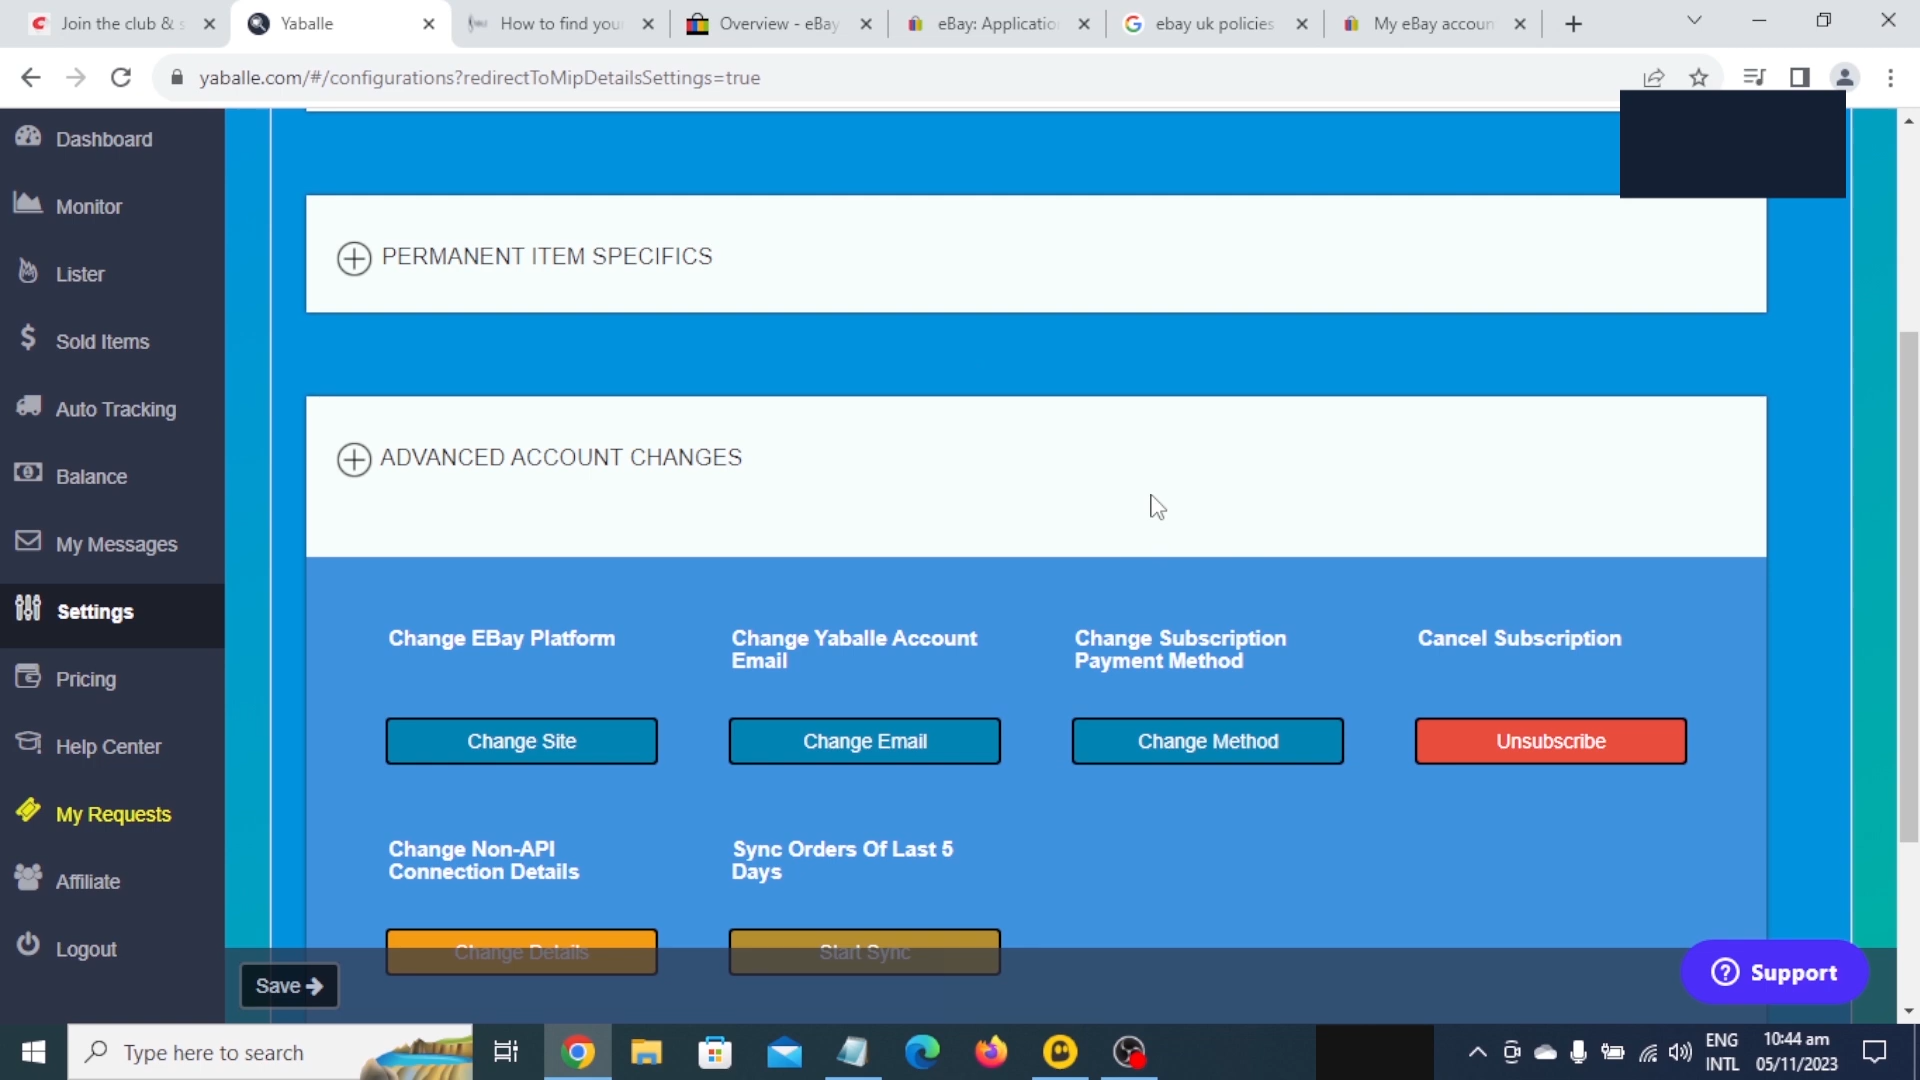 Join the club & s
Yaballe
How to find you
Overview - eBay
eBay: Applicatio
ebay uk policies
My eBay accoun
yaballe.com/#/configurations?redirectToMipDetailsSettings=true
Dashboard
Monitor
Lister
Sold Items
Auto Tracking
Balance
My Messages
Settings
Pricing
Help Center
My Requests
Affiliate
Logout
PERMANENT ITEM SPECIFICS
ADVANCED ACCOUNT CHANGES
Change EBay Platform
Change Site
Change Yaballe Account
Email
Change Email
Change Subscription
Payment Method
Change Method
Cancel Subscription
Unsubscribe
Change Non-API
Connection Details
Change Details
Sync Orders Of Last 5
Days
Start Sync
Save
Support
Type here to search
ENG
INTL
10:44 am
05/11/2023